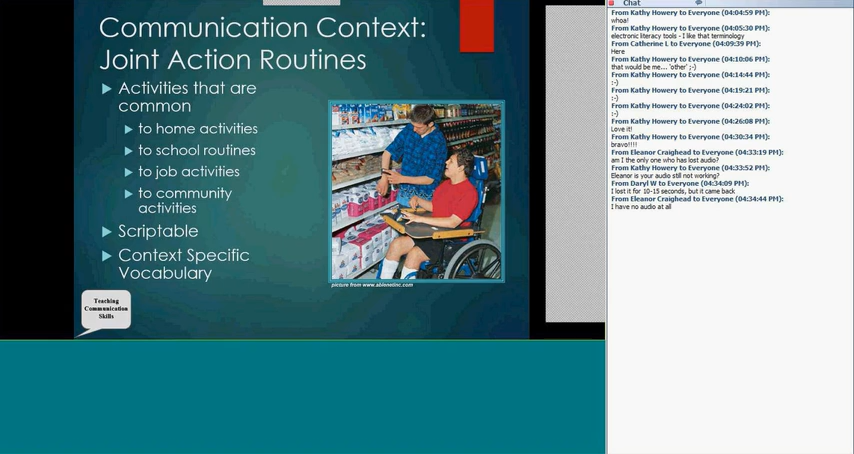 Communication Context:
Joint Action Routines
Activities that are
common
to home activities
to school routines
to job activities
to community
activities
Scriptable
Context Specific
Vocabulary
picture from www.ablenetinc.com
Teaching
Communication
Skills
Chat
From Kathy Howery to Everyone (04:04:59 PM):
whoa!
From Kathy Howery to Everyone (04:05:30 PM):
electronic literacy tools - I like that terminology
From Catherine L to Everyone (04:09:39 PM):
Here
From Kathy Howery to Everyone (04:10:06 PM):
that would be me... 'other' ;-)
From Kathy Howery to Everyone (04:14:44 PM):
:-)
From Kathy Howery to Everyone (04:19:21 PM):
:-)
From Kathy Howery to Everyone (04:24:02 PM):
:-)
From Kathy Howery to Everyone (04:26:08 PM):
Love it!
From Kathy Howery to Everyone (04:30:34 PM):
bravo!!!!
From Eleanor Craighead to Everyone (04:33:19 PM):
am I the only one who has lost audio?
From Kathy Howery to Everyone (04:33:52 PM):
Eleanor is your audio still not working?
From Daryl W to Everyone (04:34:09 PM):
I lost it for 10-15 seconds, but it came back
From Eleanor Craighead to Everyone (04:34:44 PM):
I have no audio at all